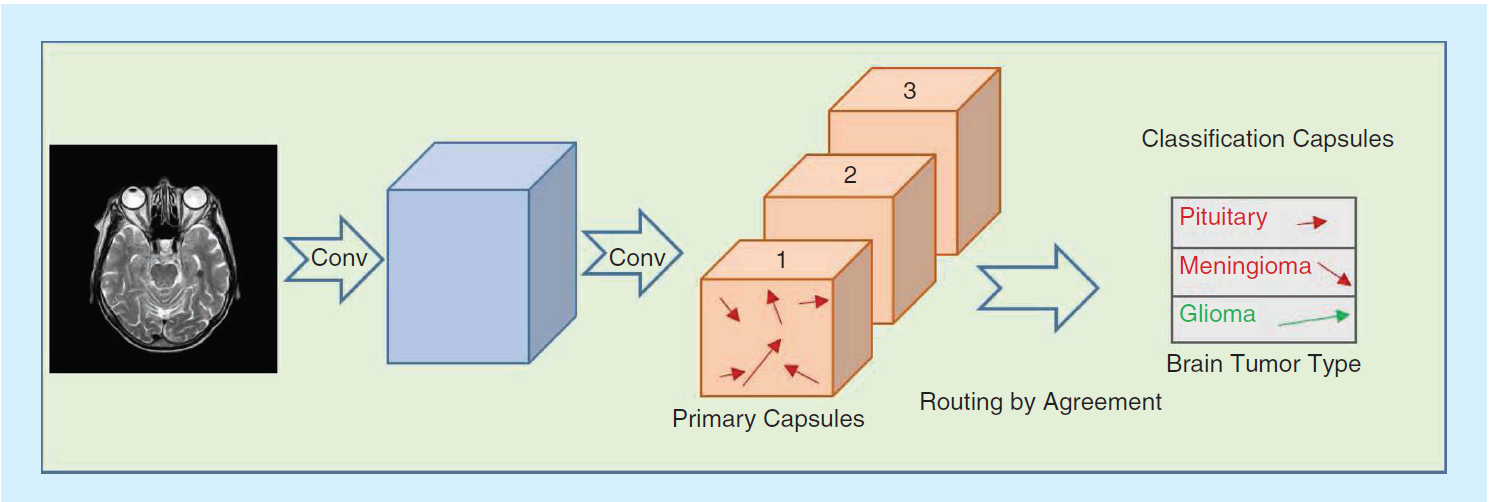 Conv
Conv
1
2
3
Primary Capsules
Routing by Agreement
Classification Capsules
Pituitary
Meningioma
Glioma
Brain Tumor Type